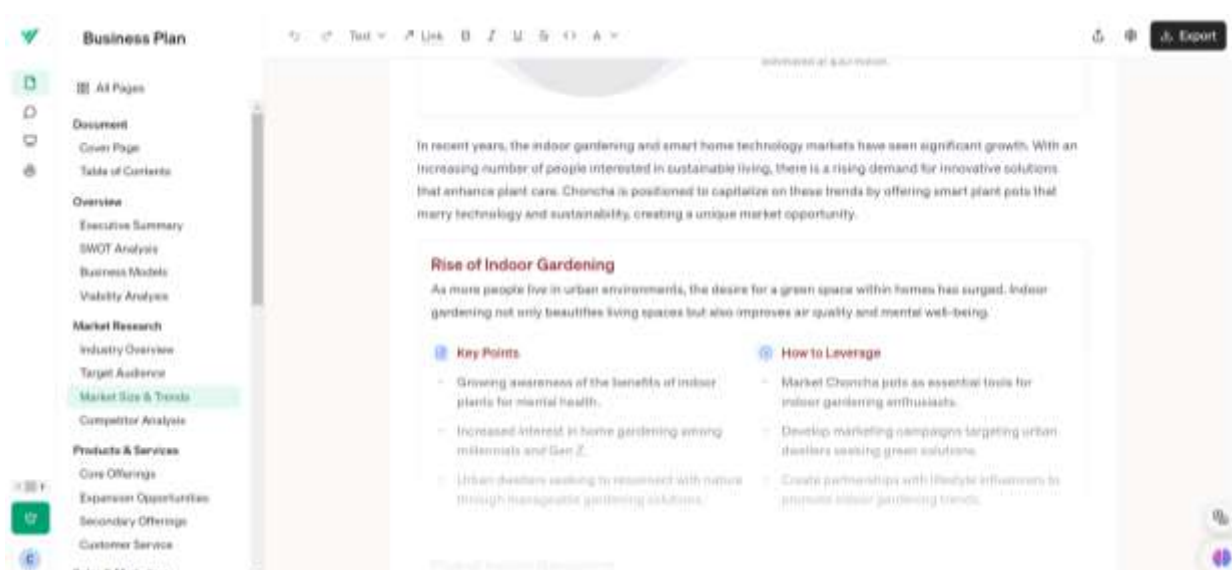 Business Plan
Text
Link
B I U S <> A
Export
All Pages
Document
Cover Page
Table of Contents
Overview
Executive Summary
SWOT Analysis
Business Models
Viability Analysis
Market Research
Industry Overview
Target Audience
Market Size & Trends
Competitor Analysis
Products & Services
Core Offerings
Expansion Opportunities
Secondary Offerings
Customer Service
C
In recent years, the indoor gardening and smart home technology markets have seen significant growth. With an
increasing number of people interested in sustainable living, there is a rising demand for innovative solutions
that enhance plant care. Choncha is positioned to capitalize on these trends by offering smart plant pots that
marry technology and sustainability, creating a unique market opportunity.
Rise of Indoor Gardening
As more people live in urban environments, the desire for a green space within homes has surged. Indoor
gardening not only beautifies living spaces but also improves air quality and mental well-being.
Key Points
Growing awareness of the benefits of indoor
plants for mental health.
Increased interest in home gardening among
millennials and Gen Z.
Urban dwellers seeking to reconnect with nature
through manageable gardening solutions.
How to Leverage
Market Choncha pots as essential tools for
indoor gardening enthusiasts.
Develop marketing campaigns targeting urban
dwellers seeking green solutions.
Create partnerships with lifestyle influencers to
promote indoor gardening trends.